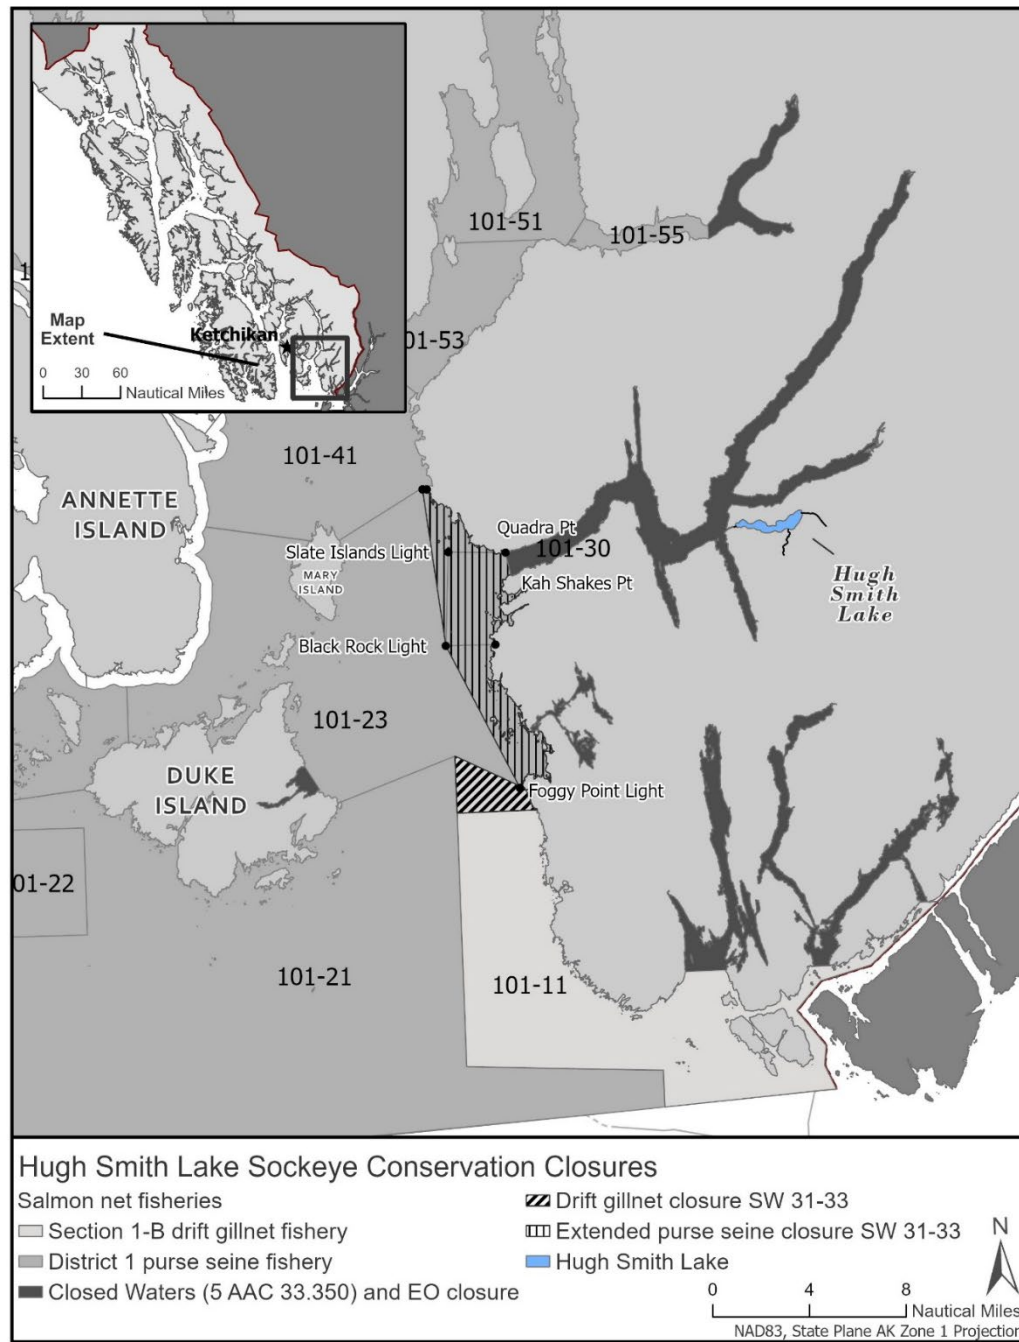 Map
Extent
Ketchikan
0 30 60
Nautical Miles
101-51
101-55
01-53
101-41
ANNETTE
ISLAND
MARY
ISLAND
Slate Islands Light
Quadra Pt
101-30
Kah Shakes Pt
Hugh
Smith
Lake
Black Rock Light
101-23
DUKE
ISLAND
Foggy Point Light
01-22
101-21
101-11
Hugh Smith Lake Sockeye Conservation Closures
Salmon net fisheries
Section 1-B drift gillnet fishery
District 1 purse seine fishery
Closed Waters (5 AAC 33.350) and EO closure
Drift gillnet closure SW 31-33
Extended purse seine closure SW 31-33
Hugh Smith Lake
N
0 4 8
Nautical Miles
NAD83, State Plane AK Zone 1 Projection